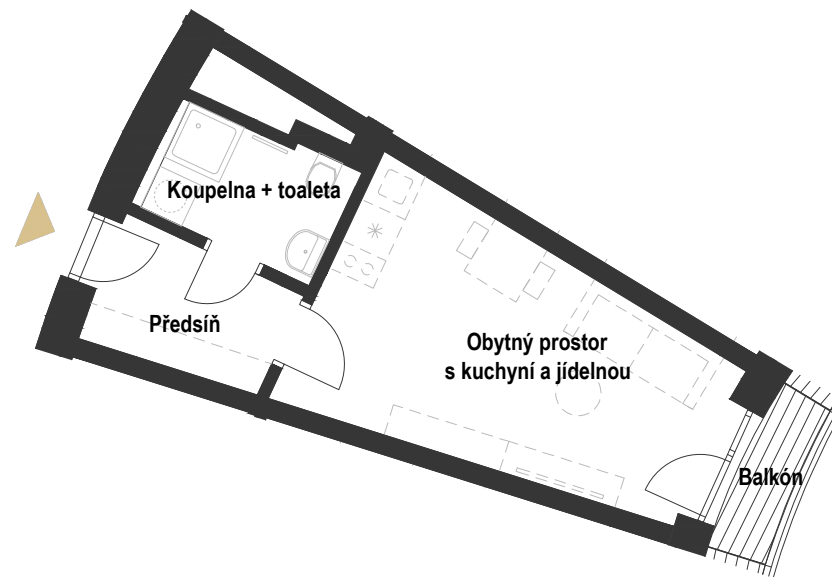 Koupelna + toaleta
Předsíň
Obytný prostor
s kuchyní a jídelnou
Balkón